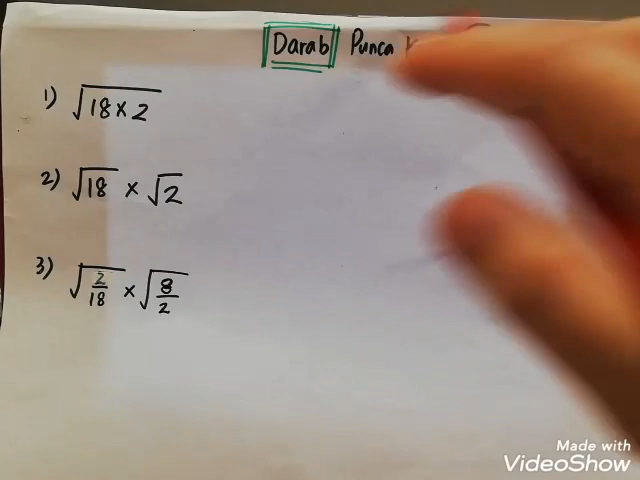 Darab Punca
1) √18 × 2
2) √18 × √2
3) √2/18 × √8/2
Made with
VideoShow